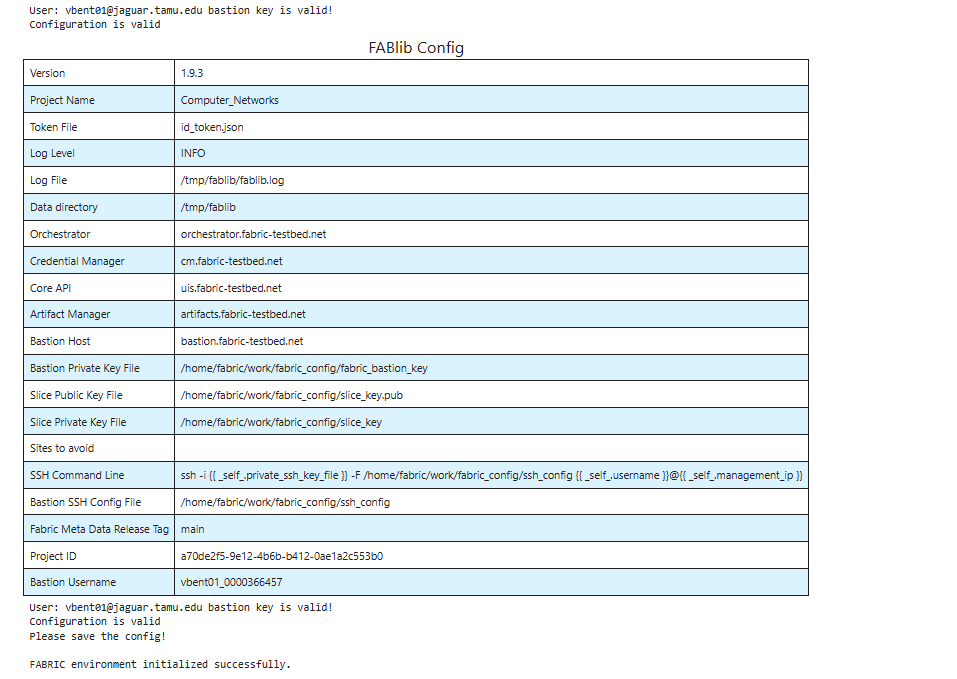 User: vbent01@jaguar.tamu.edu bastion key is valid!
Configuration is valid
FABlib Config
Version 1.9.3
Project Name Computer_Networks
Token File id_token.json
Log Level INFO
Log File /tmp/fablib/fablib.log
Data directory /tmp/fablib
Orchestrator orchestrator.fabric-testbed.net
Credential Manager cm.fabric-testbed.net
Core API uis.fabric-testbed.net
Artifact Manager artifacts.fabric-testbed.net
Bastion Host bastion.fabric-testbed.net
Bastion Private Key File /home/fabric/work/fabric_config/fabric_bastion_key
Slice Public Key File /home/fabric/work/fabric_config/slice_key.pub
Slice Private Key File /home/fabric/work/fabric_config/slice_key
Sites to avoid
SSH Command Line ssh -i {{ _self_.private_ssh_key_file }} -F /home/fabric/work/fabric_config/ssh_config {{ _self_.username }}@{{ _self_.management_ip }}
Bastion SSH Config File /home/fabric/work/fabric_config/ssh_config
Fabric Meta Data Release Tag main
Project ID a70de2f5-9e12-4b6b-b412-0ae1a2c553b0
Bastion Username vbent01_0000366457
User: vbent01@jaguar.tamu.edu bastion key is valid!
Configuration is valid
Please save the config!
FABRIC environment initialized successfully.